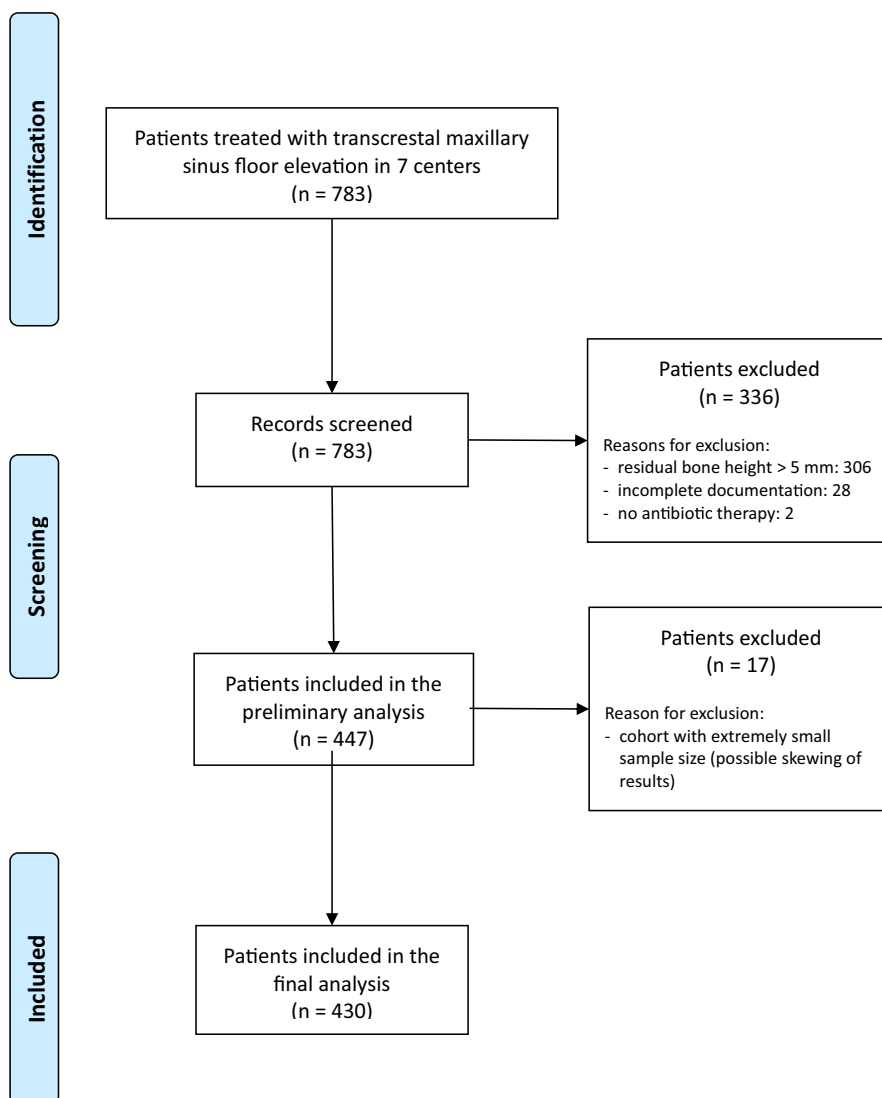 Identification
Patients treated with transcrestal maxillary
sinus floor elevation in 7 centers
(n = 783)
Records screened
(n = 783)
Patients excluded
(n = 336)
Reasons for exclusion:
- residual bone height > 5 mm: 306
- incomplete documentation: 28
- no antibiotic therapy: 2
Screening
Patients included in the
preliminary analysis
(n = 447)
Patients excluded
(n = 17)
Reason for exclusion:
- cohort with extremely small
sample size (possible skewing of
results)
Included
Patients included in the
final analysis
(n = 430)